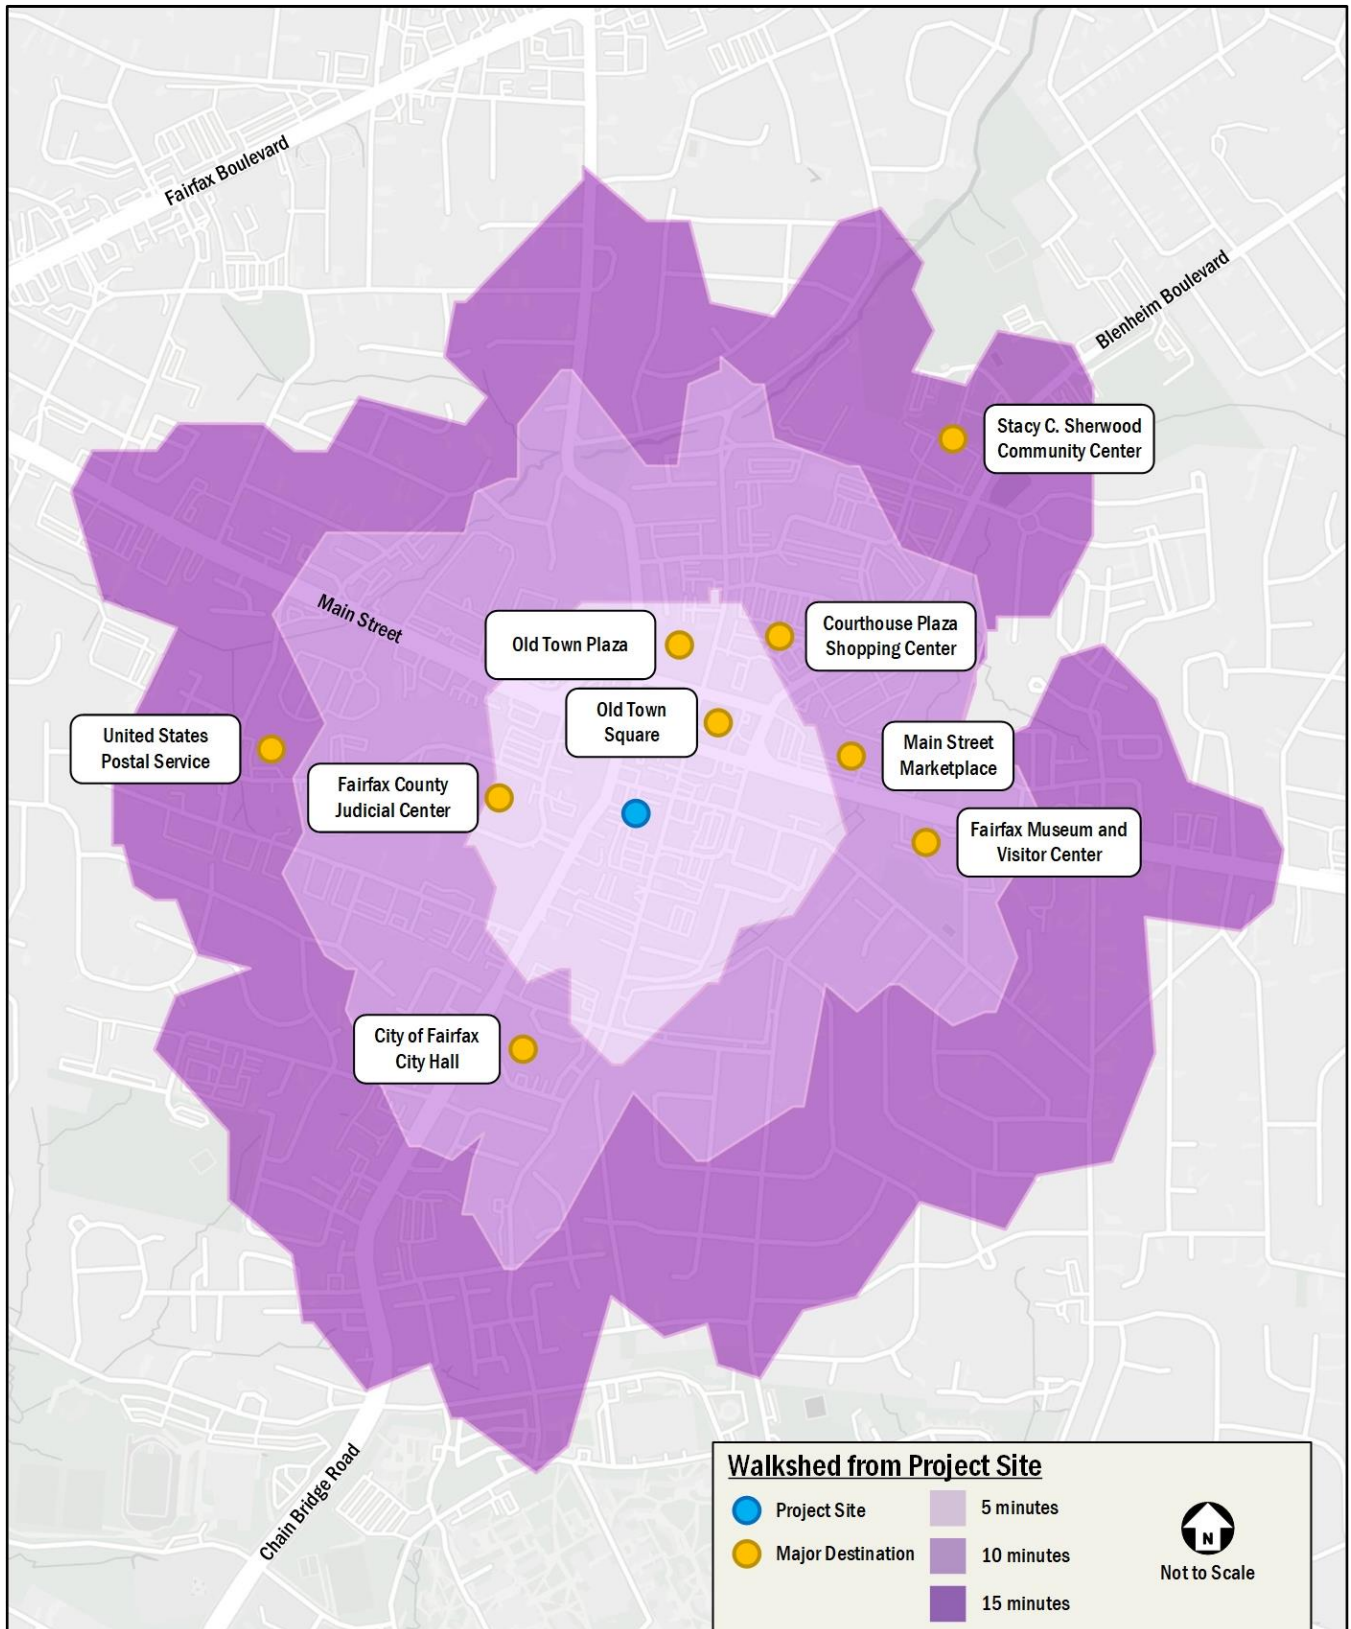 Fairfax Boulevard
Blenheim Boulevard
Stacy C. Sherwood
Community Center
Main Street
Old Town Plaza
Courthouse Plaza
Shopping Center
Old Town
Square
United States
Postal Service
Main Street
Marketplace
Fairfax County
Judicial Center
Fairfax Museum and
Visitor Center
City of Fairfax
City Hall
Chain Bridge Road
Walkshed from Project Site
Project Site
Major Destination
5 minutes
10 minutes
15 minutes
N
Not to Scale